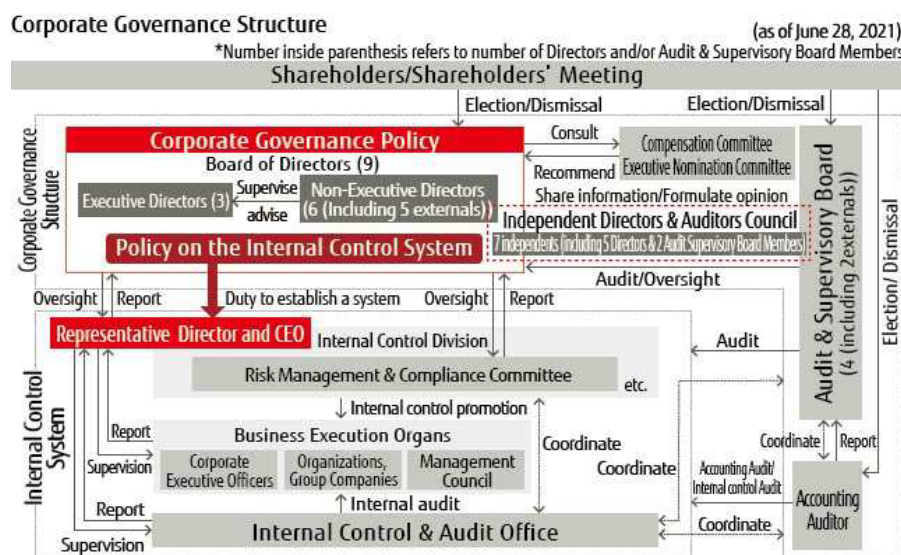 Corporate Governance Structure
(as of June 28, 2021)
*Number inside parenthesis refers to number of Directors and/or Audit & Supervisory Board Members
Shareholders/Shareholders' Meeting
Election/Dismissal
Election/Dismissal
Corporate Governance
Structure
Corporate Governance Policy
Board of Directors (9)
Executive Directors (3)
Supervise
advise
Non-Executive Directors
(6 (Including 5 externals))
Consult
Recommend
Compensation Committee
Executive Nomination Committee
Share information/Formulate opinion
Independent Directors & Auditors Council
7 independents (including 5 Directors & 2 Audit Supervisory Board Members)
Policy on the Internal Control System
Audit/Oversight
Audit & Supervisory Board
(4 (including 2externals))
Election/ Dismissal
Oversight
Report
Duty to establish a system
Oversight
Report
Internal Control
System
Representative Director and CEO
Internal Control Division
Audit
Risk Management & Compliance Committee
etc.
Internal control promotion
Report
Supervision
Business Execution Organs
Corporate
Executive Officers
Organizations,
Group Companies
Management
Council
Coordinate
Coordinate
Coordinate
Report
Internal audit
Accounting Audit/
Internal control Audit
Accounting
Auditor
Report
Supervision
Internal Control & Audit Office
Coordinate